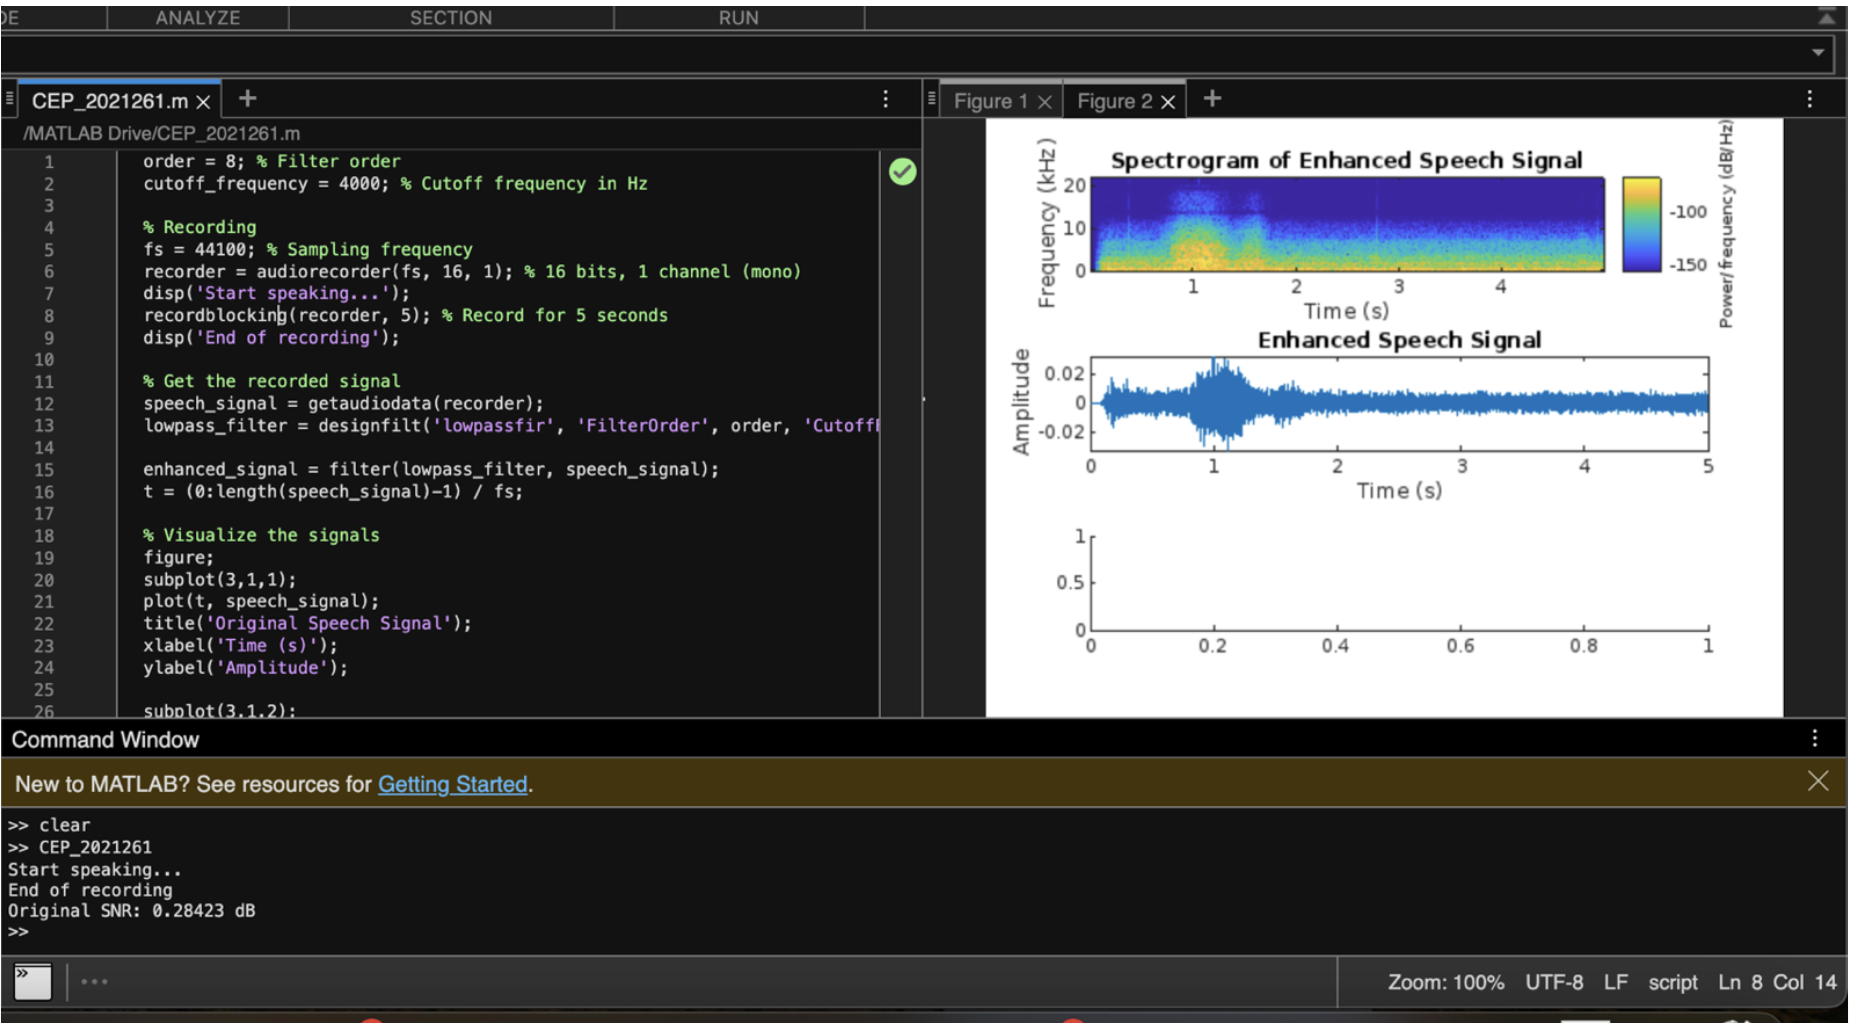 DE ANALYZE SECTION RUN
CEP_2021261.m × +
/MATLAB Drive/CEP_2021261.m
1 order = 8; % Filter order
2 cutoff_frequency = 4000; % Cutoff frequency in Hz
3
4 % Recording
5 fs = 44100; % Sampling frequency
6 recorder = audiorecorder(fs, 16, 1); % 16 bits, 1 channel (mono)
7 disp('Start speaking...');
8 recordblocking(recorder, 5); % Record for 5 seconds
9 disp('End of recording');
10
11 % Get the recorded signal
12 speech_signal = getaudiodata(recorder);
13 lowpass_filter = designfilt('lowpassfir', 'FilterOrder', order, 'Cutoff
14
15 enhanced_signal = filter(lowpass_filter, speech_signal);
16 t = (0:length(speech_signal)-1) / fs;
17
18 % Visualize the signals
19 figure;
20 subplot(3,1,1);
21 plot(t, speech_signal);
22 title('Original Speech Signal');
23 xlabel('Time (s)');
24 ylabel('Amplitude');
25
26 subplot(3,1,2);
Figure 1 × Figure 2 × +
Spectrogram of Enhanced Speech Signal
Frequency (kHz)
20
10
0
1 2 3 4
Time (s)
-100
-150
Power/frequency (dB/Hz)
Enhanced Speech Signal
Amplitude
0.02
0
-0.02
0 1 2 3 4 5
Time (s)
1
0.5
0
0 0.2 0.4 0.6 0.8 1
Command Window
New to MATLAB? See resources for Getting Started.
>> clear
>> CEP_2021261
Start speaking...
End of recording
Original SNR: 0.28423 dB
>>
Zoom: 100% UTF-8 LF script Ln 8 Col 14